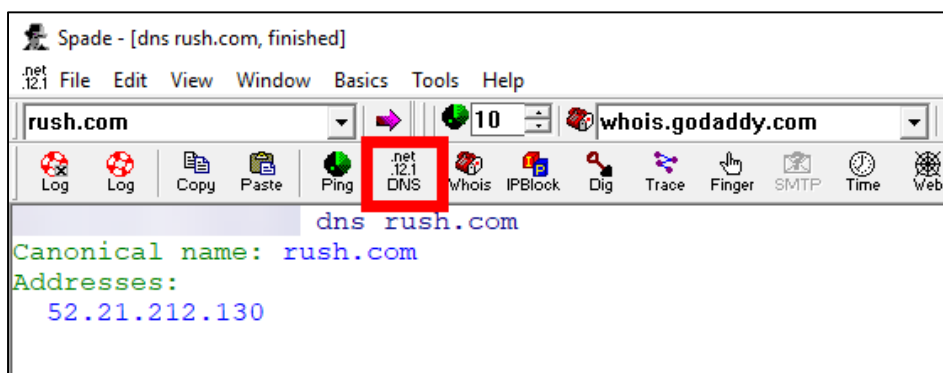 Spade - [dns rush.com, finished]
.net 12.1 File Edit View Window Basics Tools Help
rush.com 10 whois.godaddy.com
Log Log Copy Paste Ping .net 12.1 DNS Whois IPBlock Dig Trace Finger SMTP Time Web
dns rush.com
Canonical name: rush.com
Addresses:
52.21.212.130